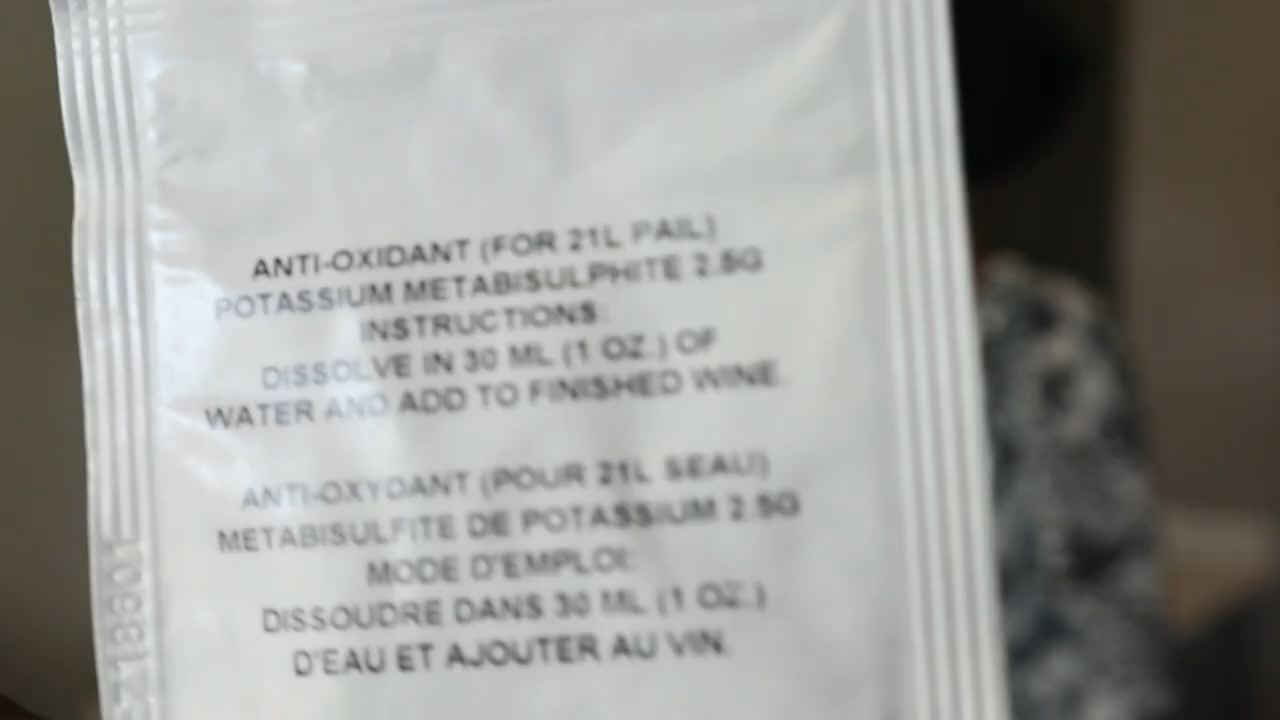 ANTI-OXIDANT (FOR 21L PAIL)
POTASSIUM METABISULPHITE 2.5G
INSTRUCTIONS:
DISSOLVE IN 30 ML (1 OZ.) OF
WATER AND ADD TO FINISHED WINE.
ANTI-OXYDANT (POUR 21L SEAU)
METABISULFITE DE POTASSIUM 2.5G
MODE D'EMPLOI:
DISSOUDRE DANS 30 ML (1 OZ.)
D'EAU ET AJOUTER AU VIN.